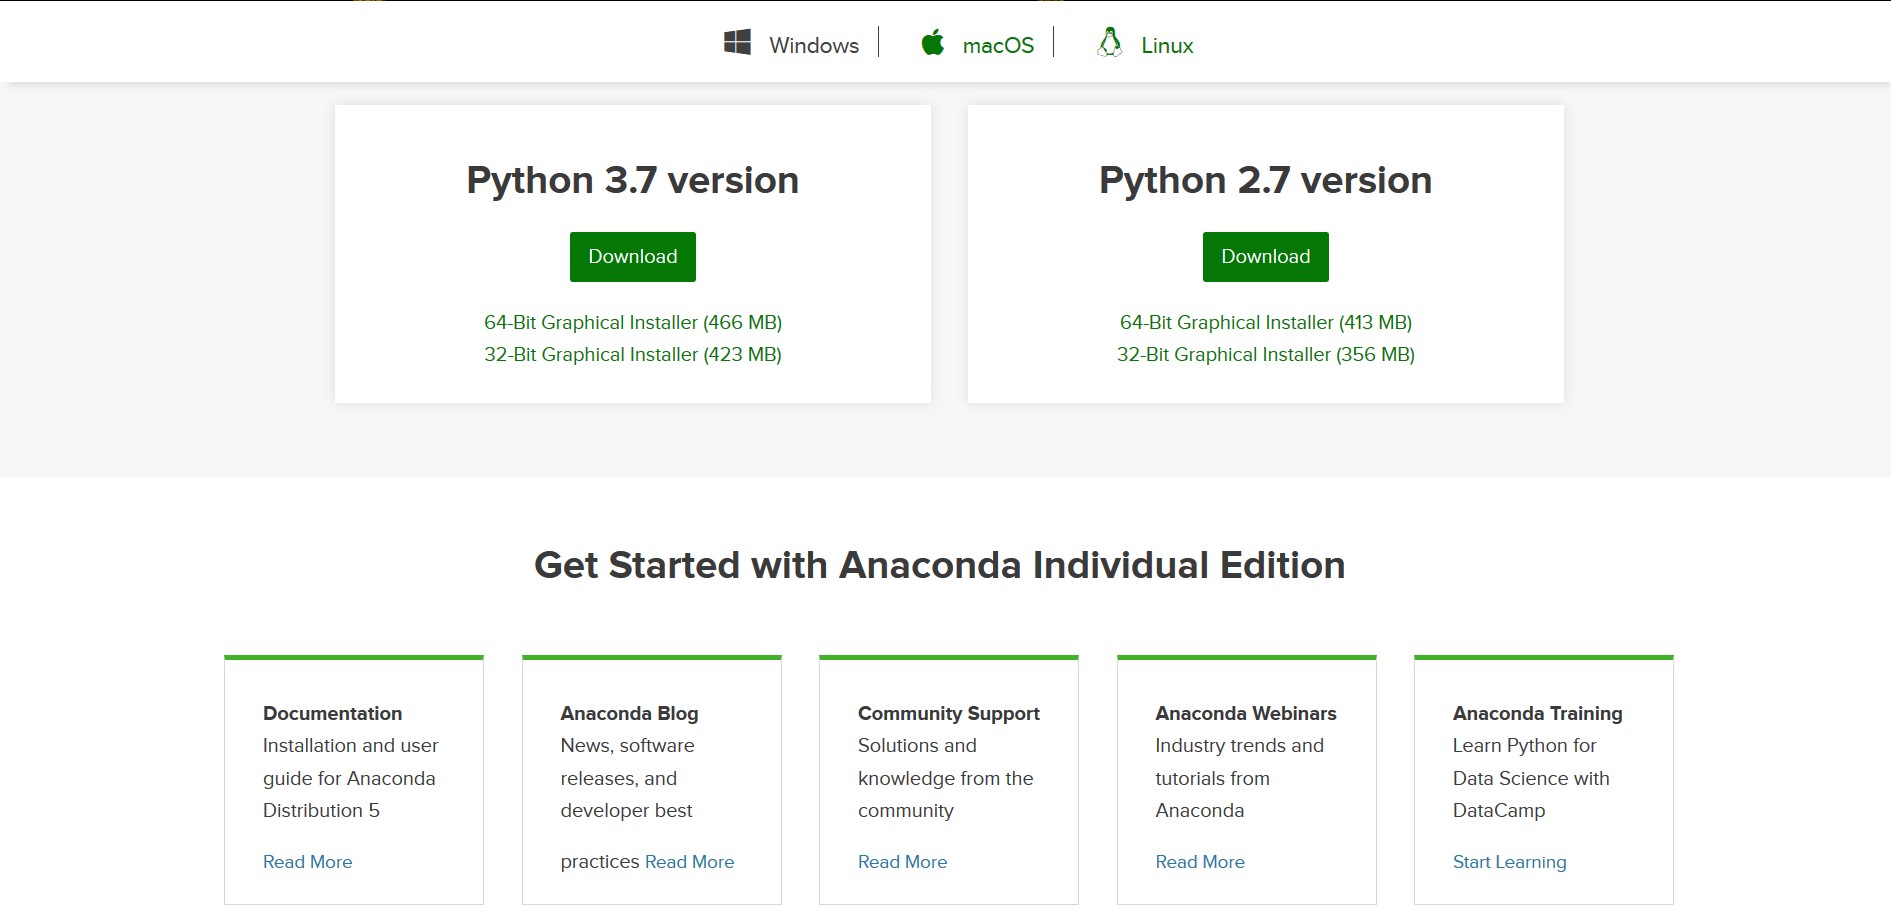 Windows
macOS
Linux
Python 3.7 version
Download
64-Bit Graphical Installer (466 MB)
32-Bit Graphical Installer (423 MB)
Python 2.7 version
Download
64-Bit Graphical Installer (413 MB)
32-Bit Graphical Installer (356 MB)
Get Started with Anaconda Individual Edition
Documentation
Installation and user
guide for Anaconda
Distribution 5
Read More
Anaconda Blog
News, software
releases, and
developer best
practices Read More
Community Support
Solutions and
knowledge from the
community
Read More
Anaconda Webinars
Industry trends and
tutorials from
Anaconda
Read More
Anaconda Training
Learn Python for
Data Science with
DataCamp
Start Learning